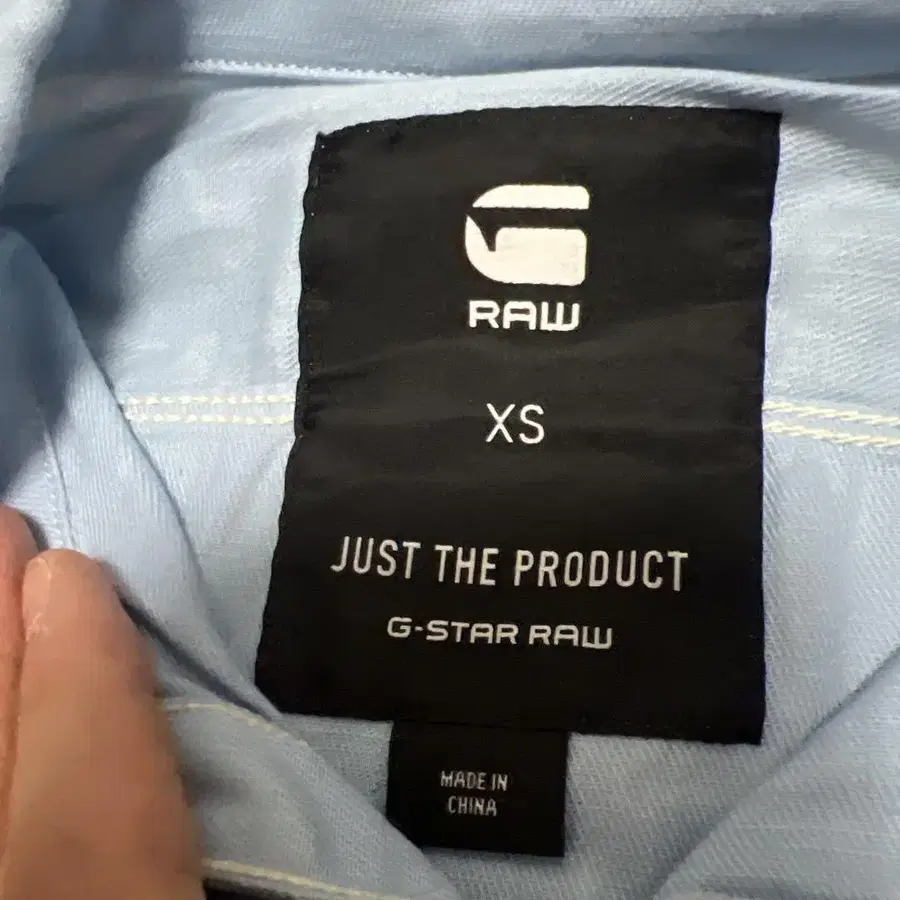 G
RAW
XS
JUST THE PRODUCT
G-STAR RAW
MADE IN
CHINA